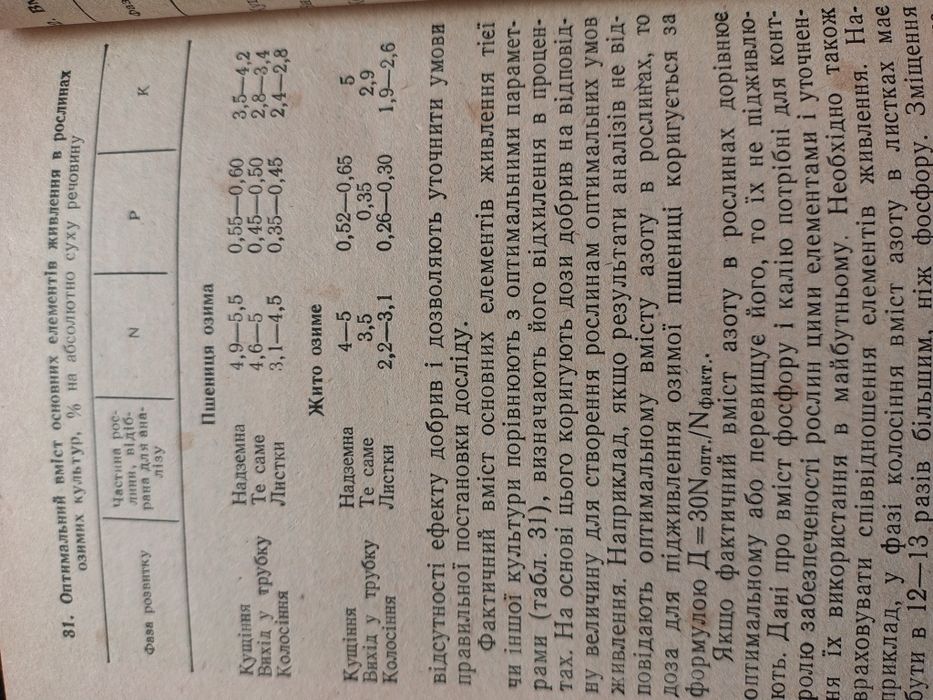 31. Оптимальний вміст основних елементів живлення в рослинах
озимих культур, % на абсолютно суху речовину
Фаза розвитку
Частина рос-
лини, відіб-
рана для ана-
лізу
N
P
K
Пшениця озима
Кущіння Надземна 4,9—5,5 0,55—0,60 3,5—4,2
Вихід у трубку Те саме 4,6—5 0,45—0,50 2,8—3,4
Колосіння Листки 3,1—4,5 0,35—0,45 2,4—2,8
Жито озиме
Кущіння Надземна 4—5 0,52—0,65 5
Вихід у трубку Те саме 3,5 0,35 2,9
Колосіння Листки 2,2—3,1 0,26—0,30 1,9—2,6
відсутності ефекту добрив і дозволяють уточнити умови
правильної постановки досліду.
Фактичний вміст основних елементів живлення тієї
чи іншої культури порівнюють з оптимальними парамет-
рами (табл. 31), визначають його відхилення в процен-
тах. На основі цього коригують дози добрив на відповід-
ну величину для створення рослинам оптимальних умов
живлення. Наприклад, якщо результати аналізів не від-
повідають оптимальному вмісту азоту в рослинах, то
доза для підживлення озимої пшениці коригується за
формулою Д=30Nопт./Nфакт..
Якщо фактичний вміст азоту в рослинах дорівнює
оптимальному або перевищує його, то їх не підживлю-
ють. Дані про вміст фосфору і калію потрібні для конт-
ролю забезпеченості рослин цими елементами і уточнен-
ня їх використання в майбутньому. Необхідно також
враховувати співвідношення елементів живлення. На-
приклад, у фазі колосіння вміст азоту в листках має
бути в 12—13 разів більшим, ніж фосфору. Зміщення